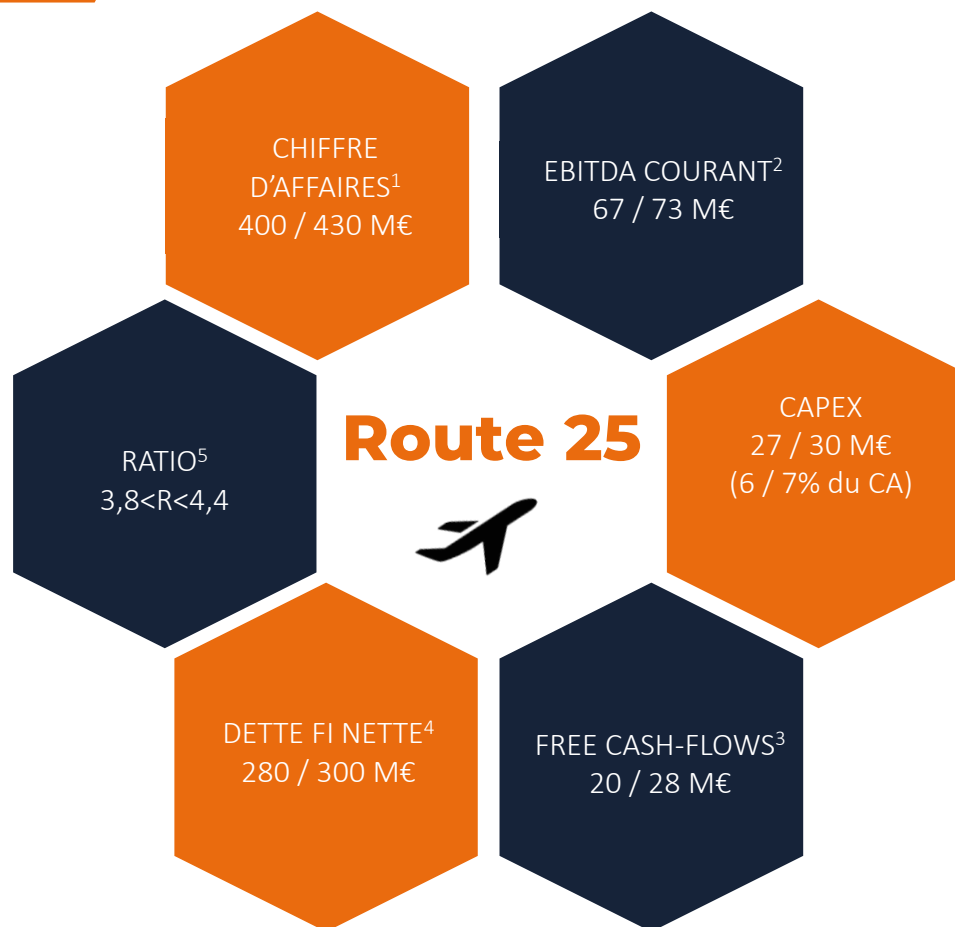 CHIFFRE
D’AFFAIRES¹
400 / 430 M€
EBITDA COURANT²
67 / 73 M€
RATIO⁵
3,8<R<4,4
Route 25
CAPEX
27 / 30 M€
(6 / 7% du CA)
DETTE FI NETTE⁴
280 / 300 M€
FREE CASH-FLOWS³
20 / 28 M€